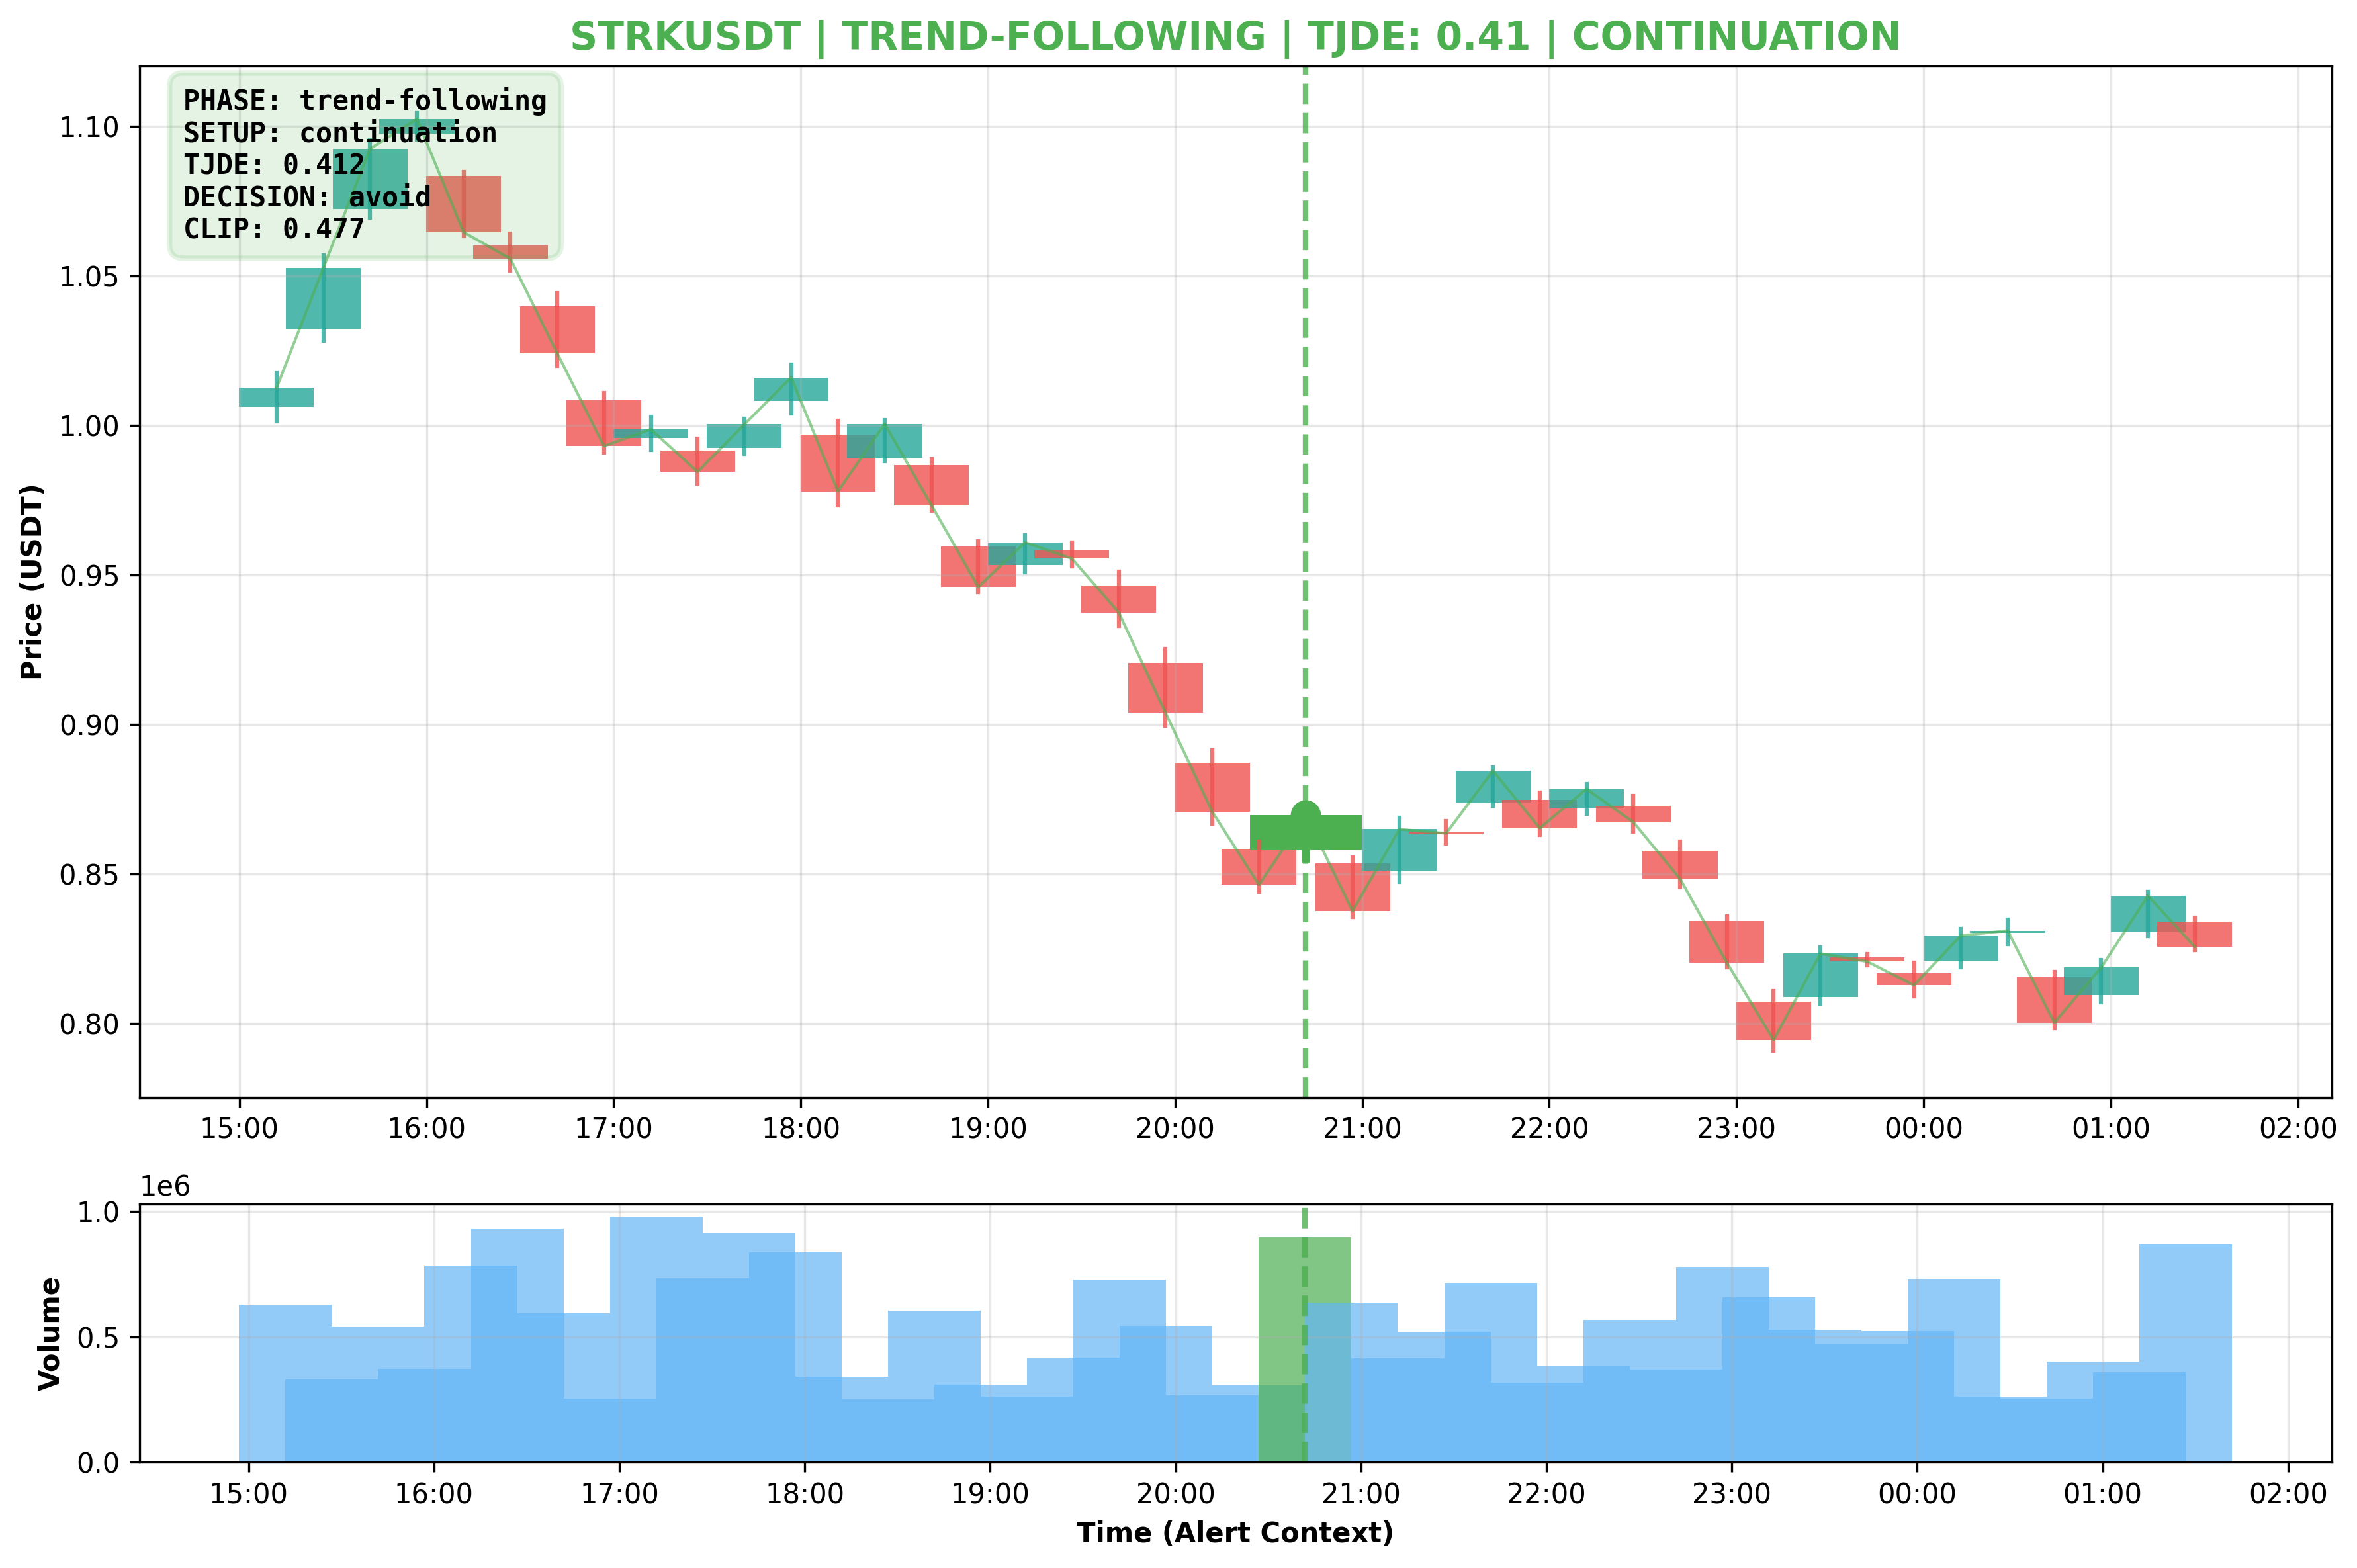 STRKUSDT | TREND-FOLLOWING | TJDE: 0.41 | CONTINUATION
PHASE: trend-following
SETUP: continuation
TJDE: 0.412
DECISION: avoid
CLIP: 0.477
Price (USDT)
1.10
1.05
1.00
0.95
0.90
0.85
0.80
15:00 16:00 17:00 18:00 19:00 20:00 21:00 22:00 23:00 00:00 01:00 02:00
1e6
Volume
1.0
0.5
0.0
15:00 16:00 17:00 18:00 19:00 20:00 21:00 22:00 23:00 00:00 01:00 02:00
Time (Alert Context)